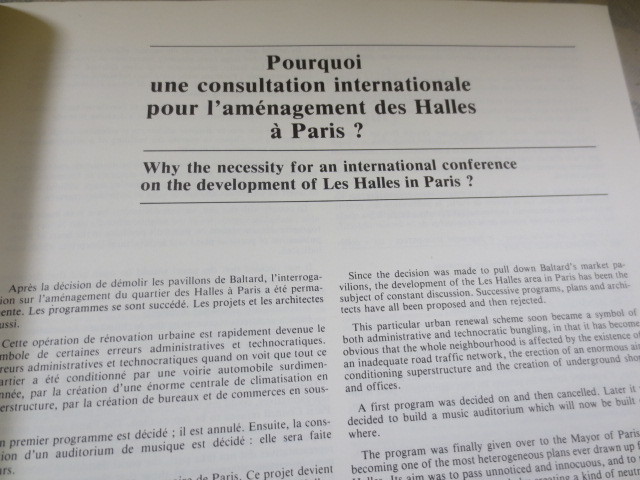 Pourquoi
une consultation internationale
pour l'aménagement des Halles
à Paris ?
Why the necessity for an international conference
on the development of Les Halles in Paris ?
Après la décision de démolir les pavillons de Baltard, l'interroga-
ion sur l'aménagement du quartier des Halles à Paris a été perma-
ente. Les programmes se sont succédé. Les projets et les architectes
ussi.
Cette opération de rénovation urbaine est rapidement devenue le
mbole de certaines erreurs administratives et technocratiques.
reurs administratives et technocratiques quand on voit que tout ce
artier a été conditionné par une voirie automobile surdimen-
nnée, par la création d'une énorme centrale de climatisation en
erstructure, par la création de bureaux et de commerces en sous-
n premier programme est décidé ; il est annulé. Ensuite, la cons-
ion d'un auditorium de musique est décidé : elle sera faite
urs.
de Paris. Ce projet devient
Since the decision was made to pull down Baltard's market pa-
vilions, the development of the Les Halles area in Paris has been the
subject of constant discussion. Successive programs, plans and archi-
tects have all been proposed and then rejected.
This particular urban renewal scheme soon became a symbol of
both administrative and technocratic bungling, in that it has become
obvious that the whole neighbourhood is affected by the existence of
an inadequate road traffic network, the erection of an enormous air
conditioning superstructure and the creation of underground sho
and offices.
A first program was decided on and then cancelled. Later it
decided to build a music auditorium which will now be built
where.
The program was finally given over to the Mayor of Paris
becoming one of the most heterogeneous plans ever drawn up f
Halles. Its aim was to pass unnoticed and innocuous, and to
creating a kind of neutr